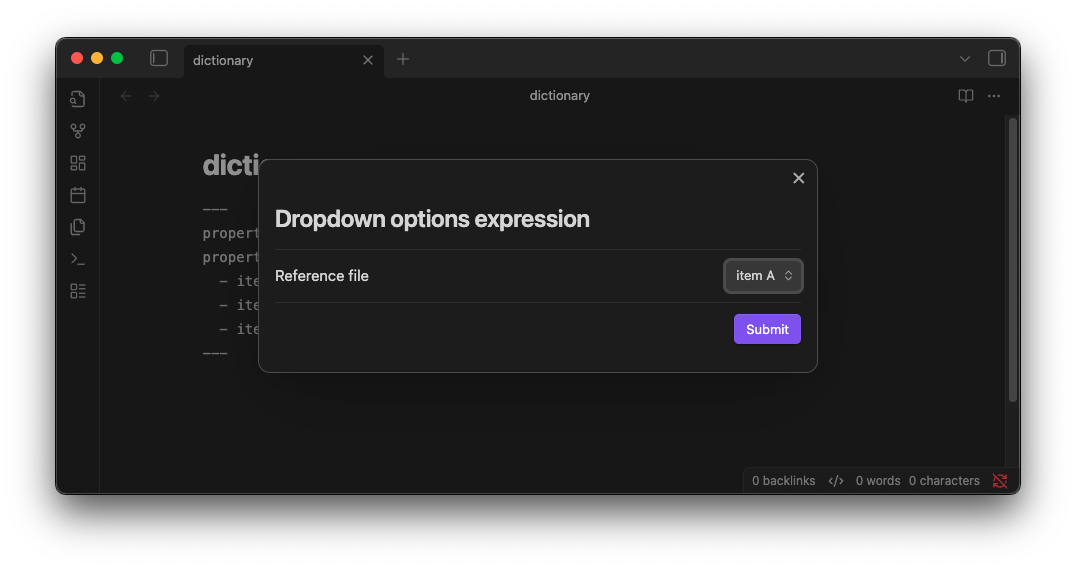 dictionary
dictionary
dicti
Dropdown options expression
---
propert
propert
Reference file
item A
- ite
- ite
- ite
Submit
---
0 backlinks </> 0 words 0 characters